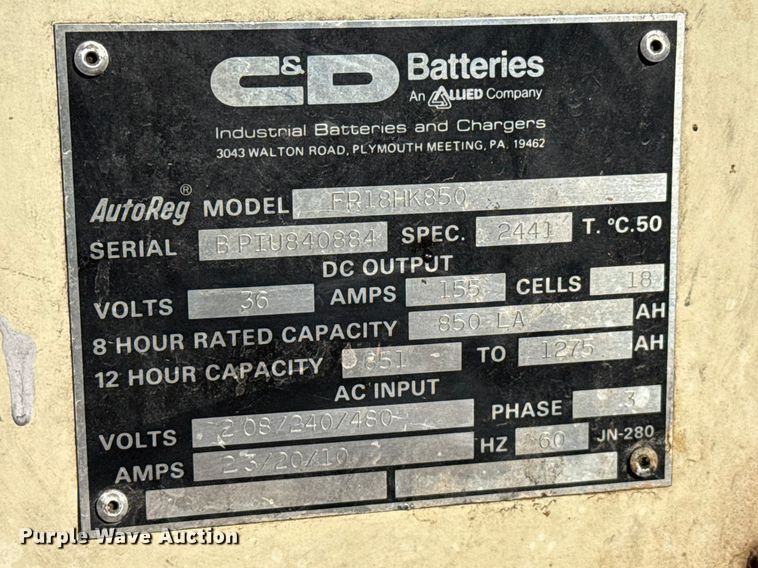 C&D Batteries
An ALLIED Company
Industrial Batteries and Chargers
3043 WALTON ROAD, PLYMOUTH MEETING, PA. 19462
AutoReg® MODEL FR18HK850
SERIAL BPIU840884 SPEC. 2441 T. °C.50
DC OUTPUT
VOLTS 36 AMPS 155 CELLS 18
8 HOUR RATED CAPACITY 850-LA AH
12 HOUR CAPACITY 851 TO 1275 AH
AC INPUT
VOLTS 208/240/480 PHASE 3
AMPS 23/20/10 HZ 60 JN-280
Purple Wave Auction